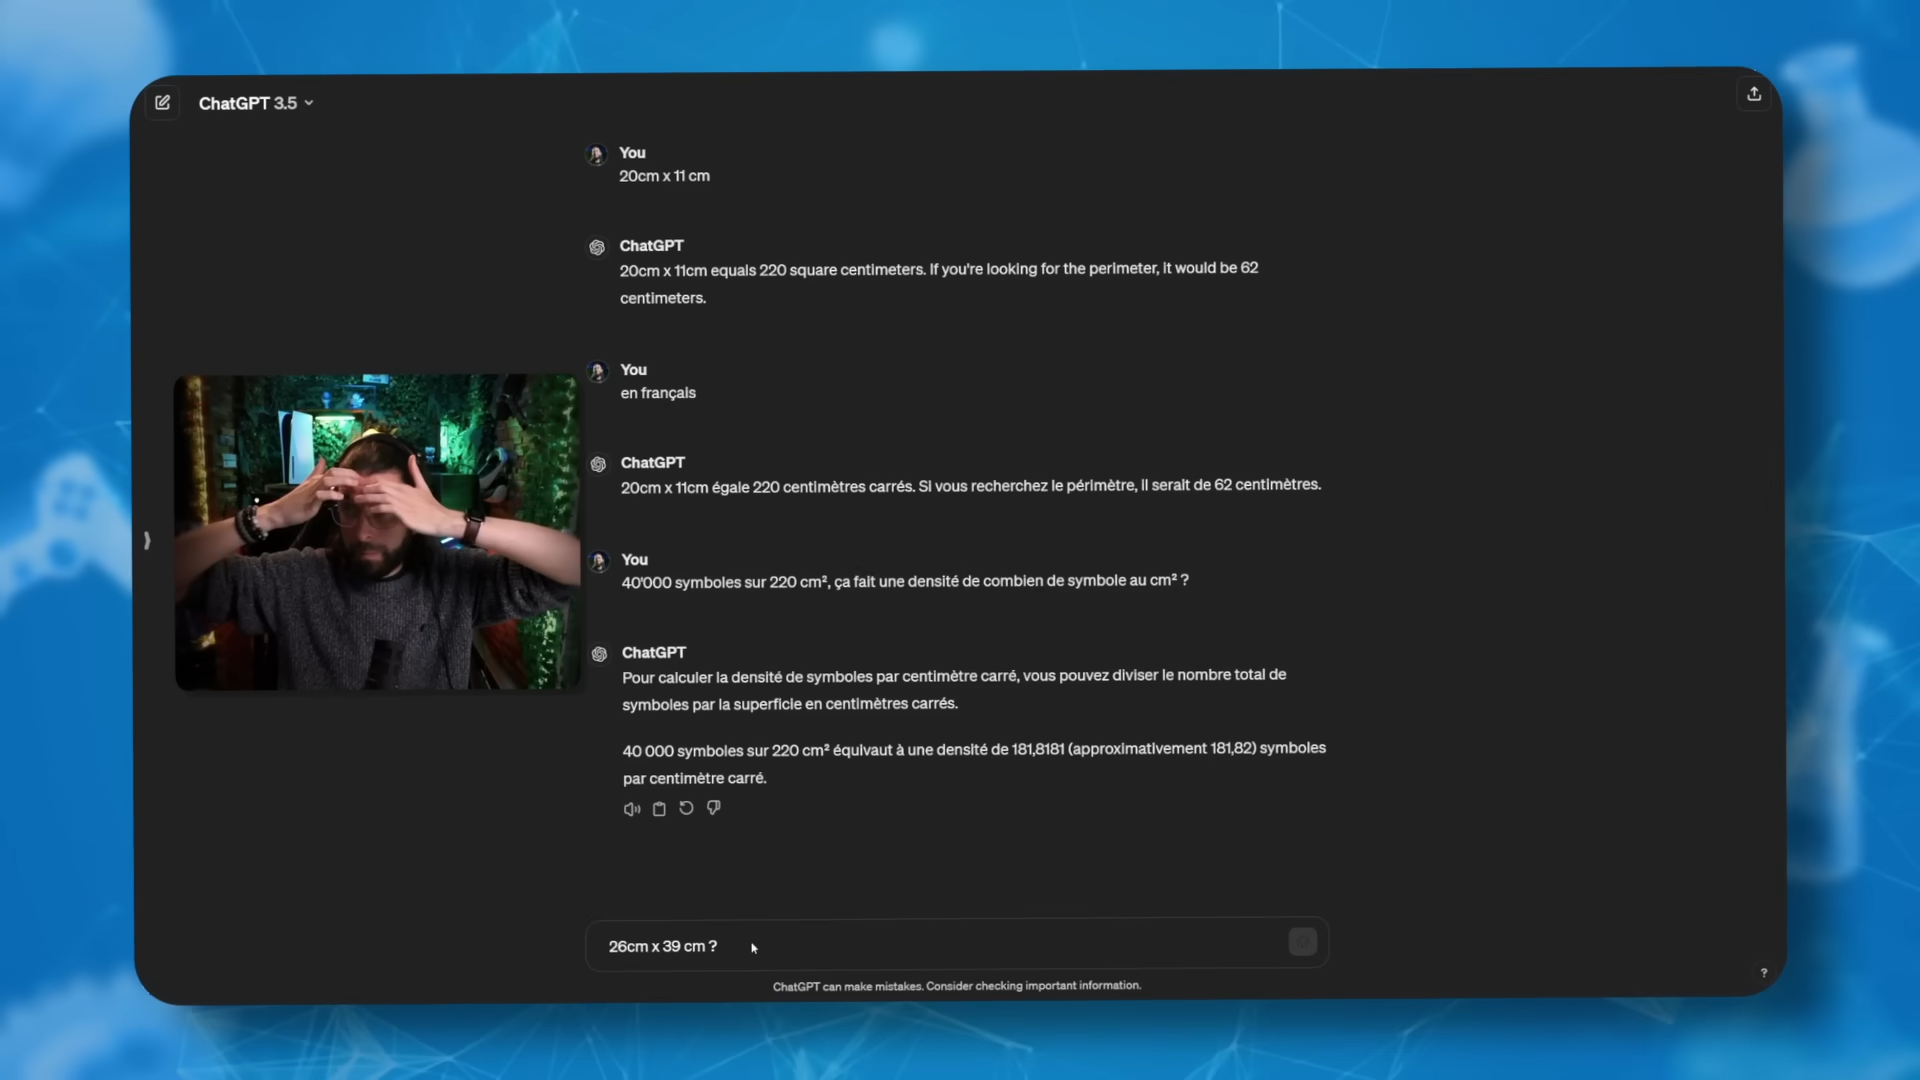 ChatGPT 3.5
You
20cm x 11 cm
ChatGPT
20cm x 11cm equals 220 square centimeters. If you're looking for the perimeter, it would be 62
centimeters.
You
en français
ChatGPT
20cm x 11cm égale 220 centimètres carrés. Si vous recherchez le périmètre, il serait de 62 centimètres.
You
40'000 symboles sur 220 cm², ça fait une densité de combien de symbole au cm² ?
ChatGPT
Pour calculer la densité de symboles par centimètre carré, vous pouvez diviser le nombre total de
symboles par la superficie en centimètres carrés.
40 000 symboles sur 220 cm² équivaut à une densité de 181,8181 (approximativement 181,82) symboles
par centimètre carré.
26cm x 39 cm ?
ChatGPT can make mistakes. Consider checking important information.
?